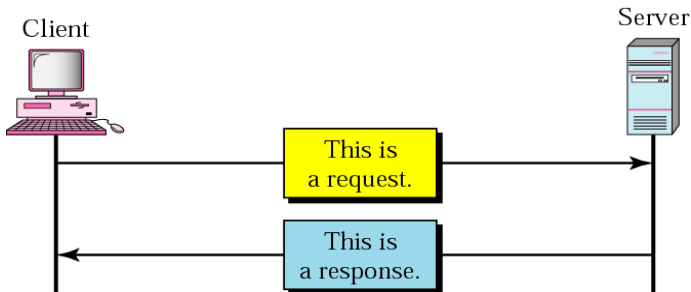 Client
Server
This is
a request.
This is
a response.